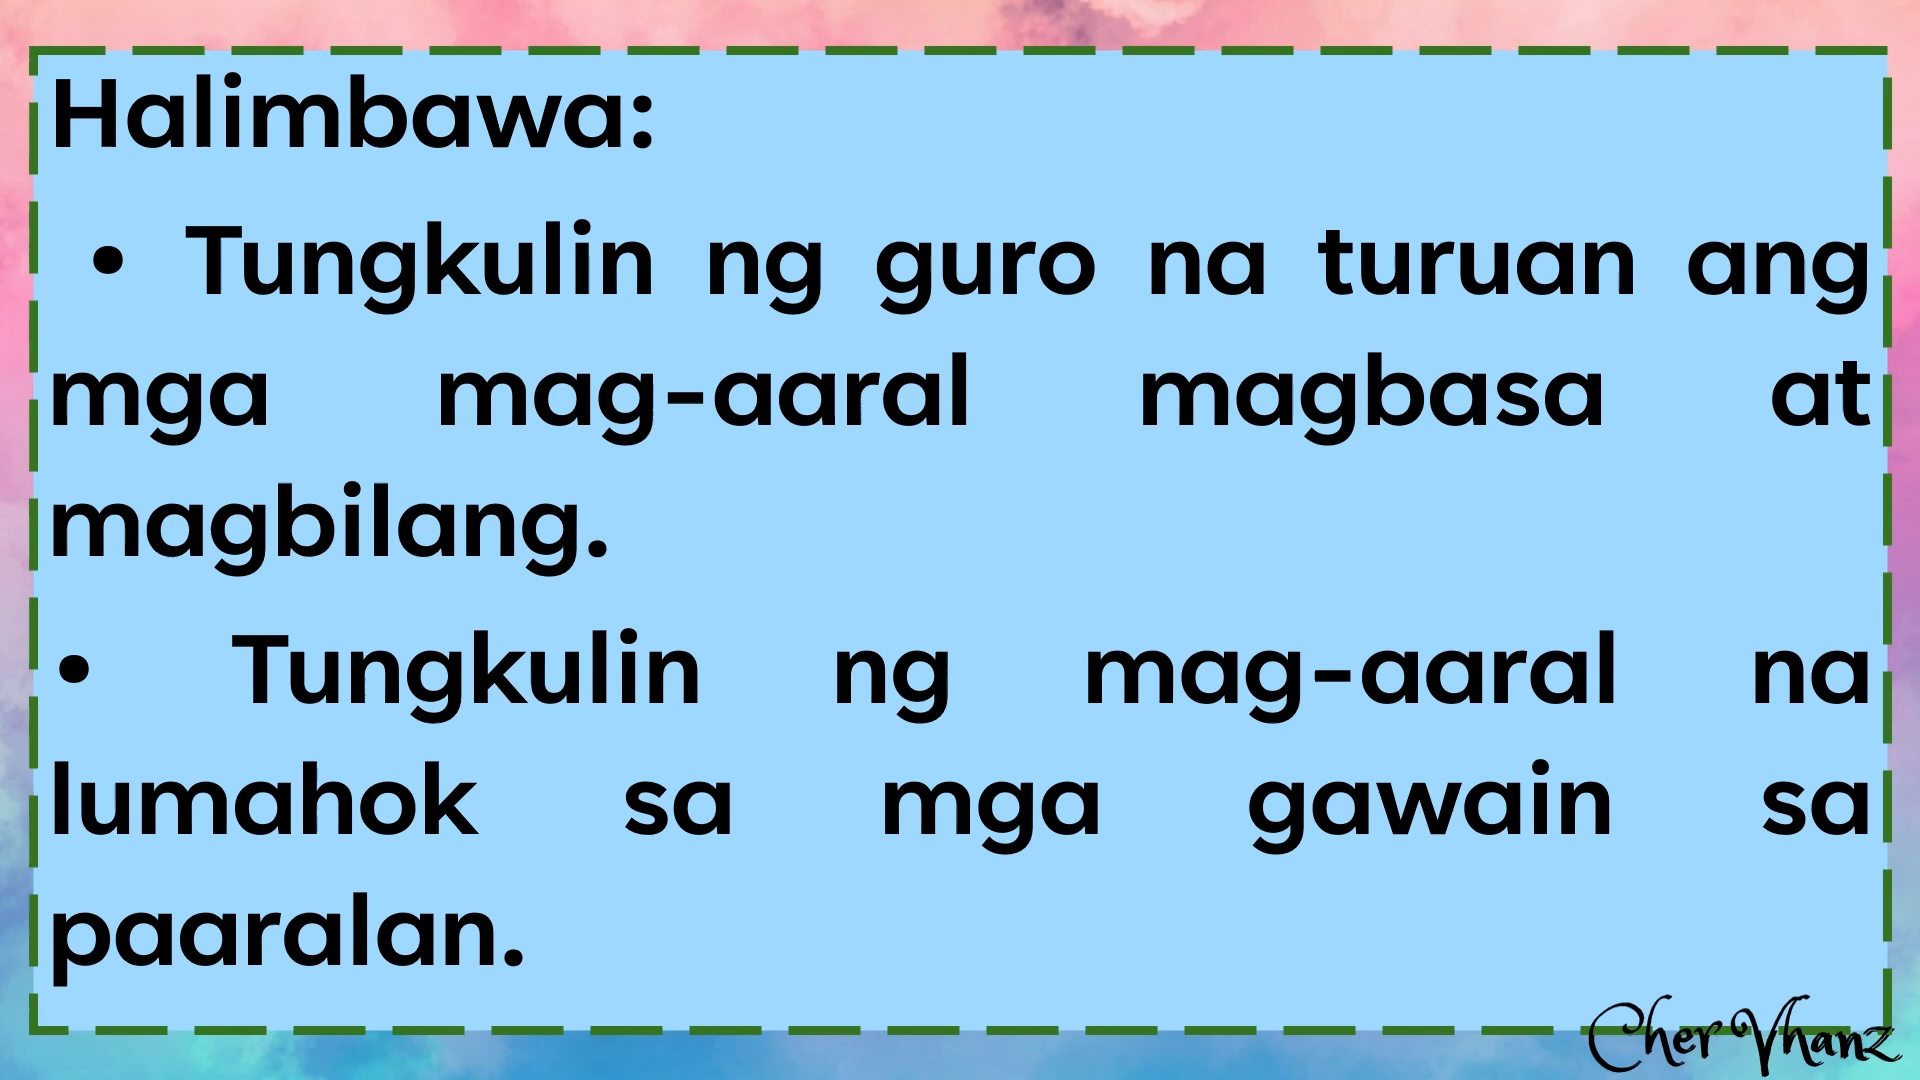 Halimbawa:
• Tungkulin ng guro na turuan ang
mga mag-aaral magbasa at
magbilang.
• Tungkulin ng mag-aaral na
lumahok sa mga gawain sa
paaralan.
Cher Vhanz